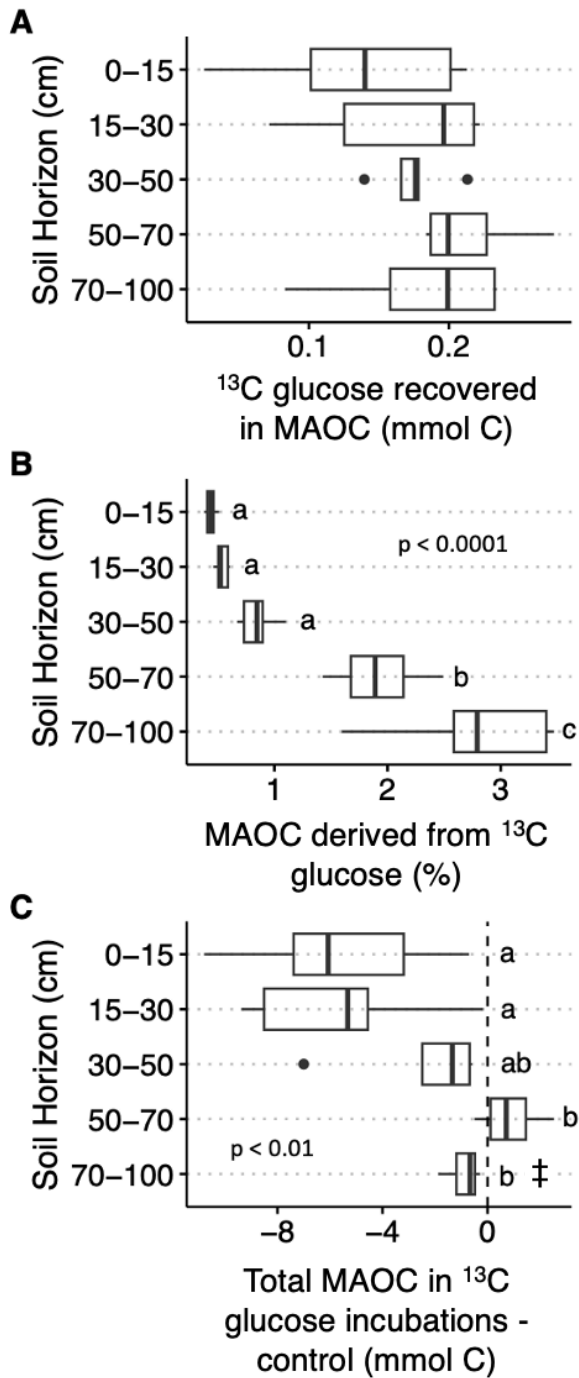 A
Soil Horizon (cm)
0–15
15–30
30–50
50–70
70–100
0.1 0.2
¹³C glucose recovered
in MAOC (mmol C)
B
Soil Horizon (cm)
0–15 a
p < 0.0001
15–30 a
30–50 a
50–70 b
70–100 c
1 2 3
MAOC derived from ¹³C
glucose (%)
C
Soil Horizon (cm)
0–15 a
15–30 a
30–50 ab
50–70 b
p < 0.01
70–100 b ‡
−8 −4 0
Total MAOC in ¹³C
glucose incubations -
control (mmol C)